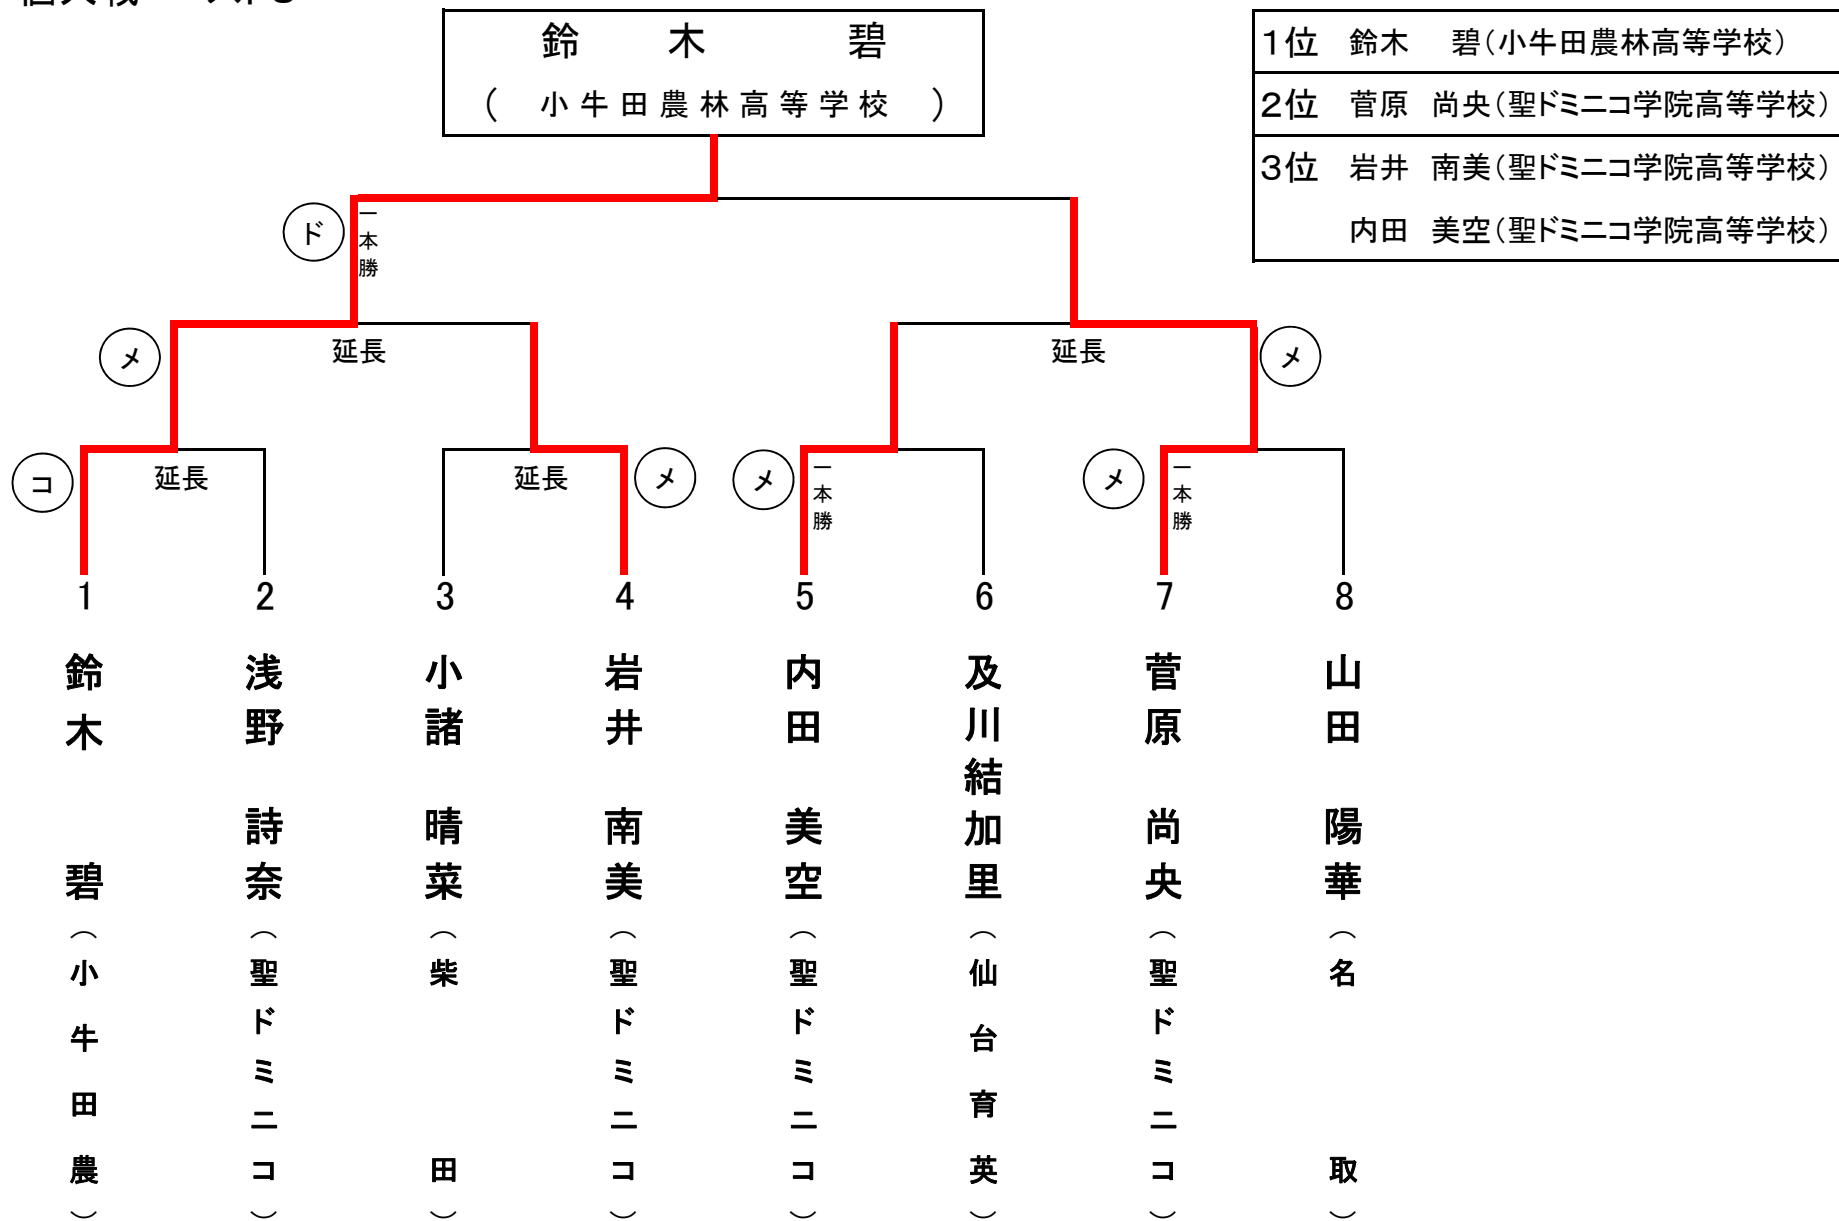 鈴木 碧
(小牛田農林高等学校)
1位 鈴木 碧(小牛田農林高等学校)
2位 菅原 尚央(聖ドミニコ学院高等学校)
3位 岩井 南美(聖ドミニコ学院高等学校)
内田 美空(聖ドミニコ学院高等学校)
ド
一本勝
メ
延長
延長
メ
コ
延長
延長
メ
メ
一本勝
メ
一本勝
1
2
3
4
5
6
7
8
鈴木 碧(小牛田農)
浅野 詩奈(聖ドミニコ)
小諸 晴菜(柴田)
岩井 南美(聖ドミニコ)
内田 美空(聖ドミニコ)
及川結加里(仙台育英)
菅原 尚央(聖ドミニコ)
山田 陽華(名取)